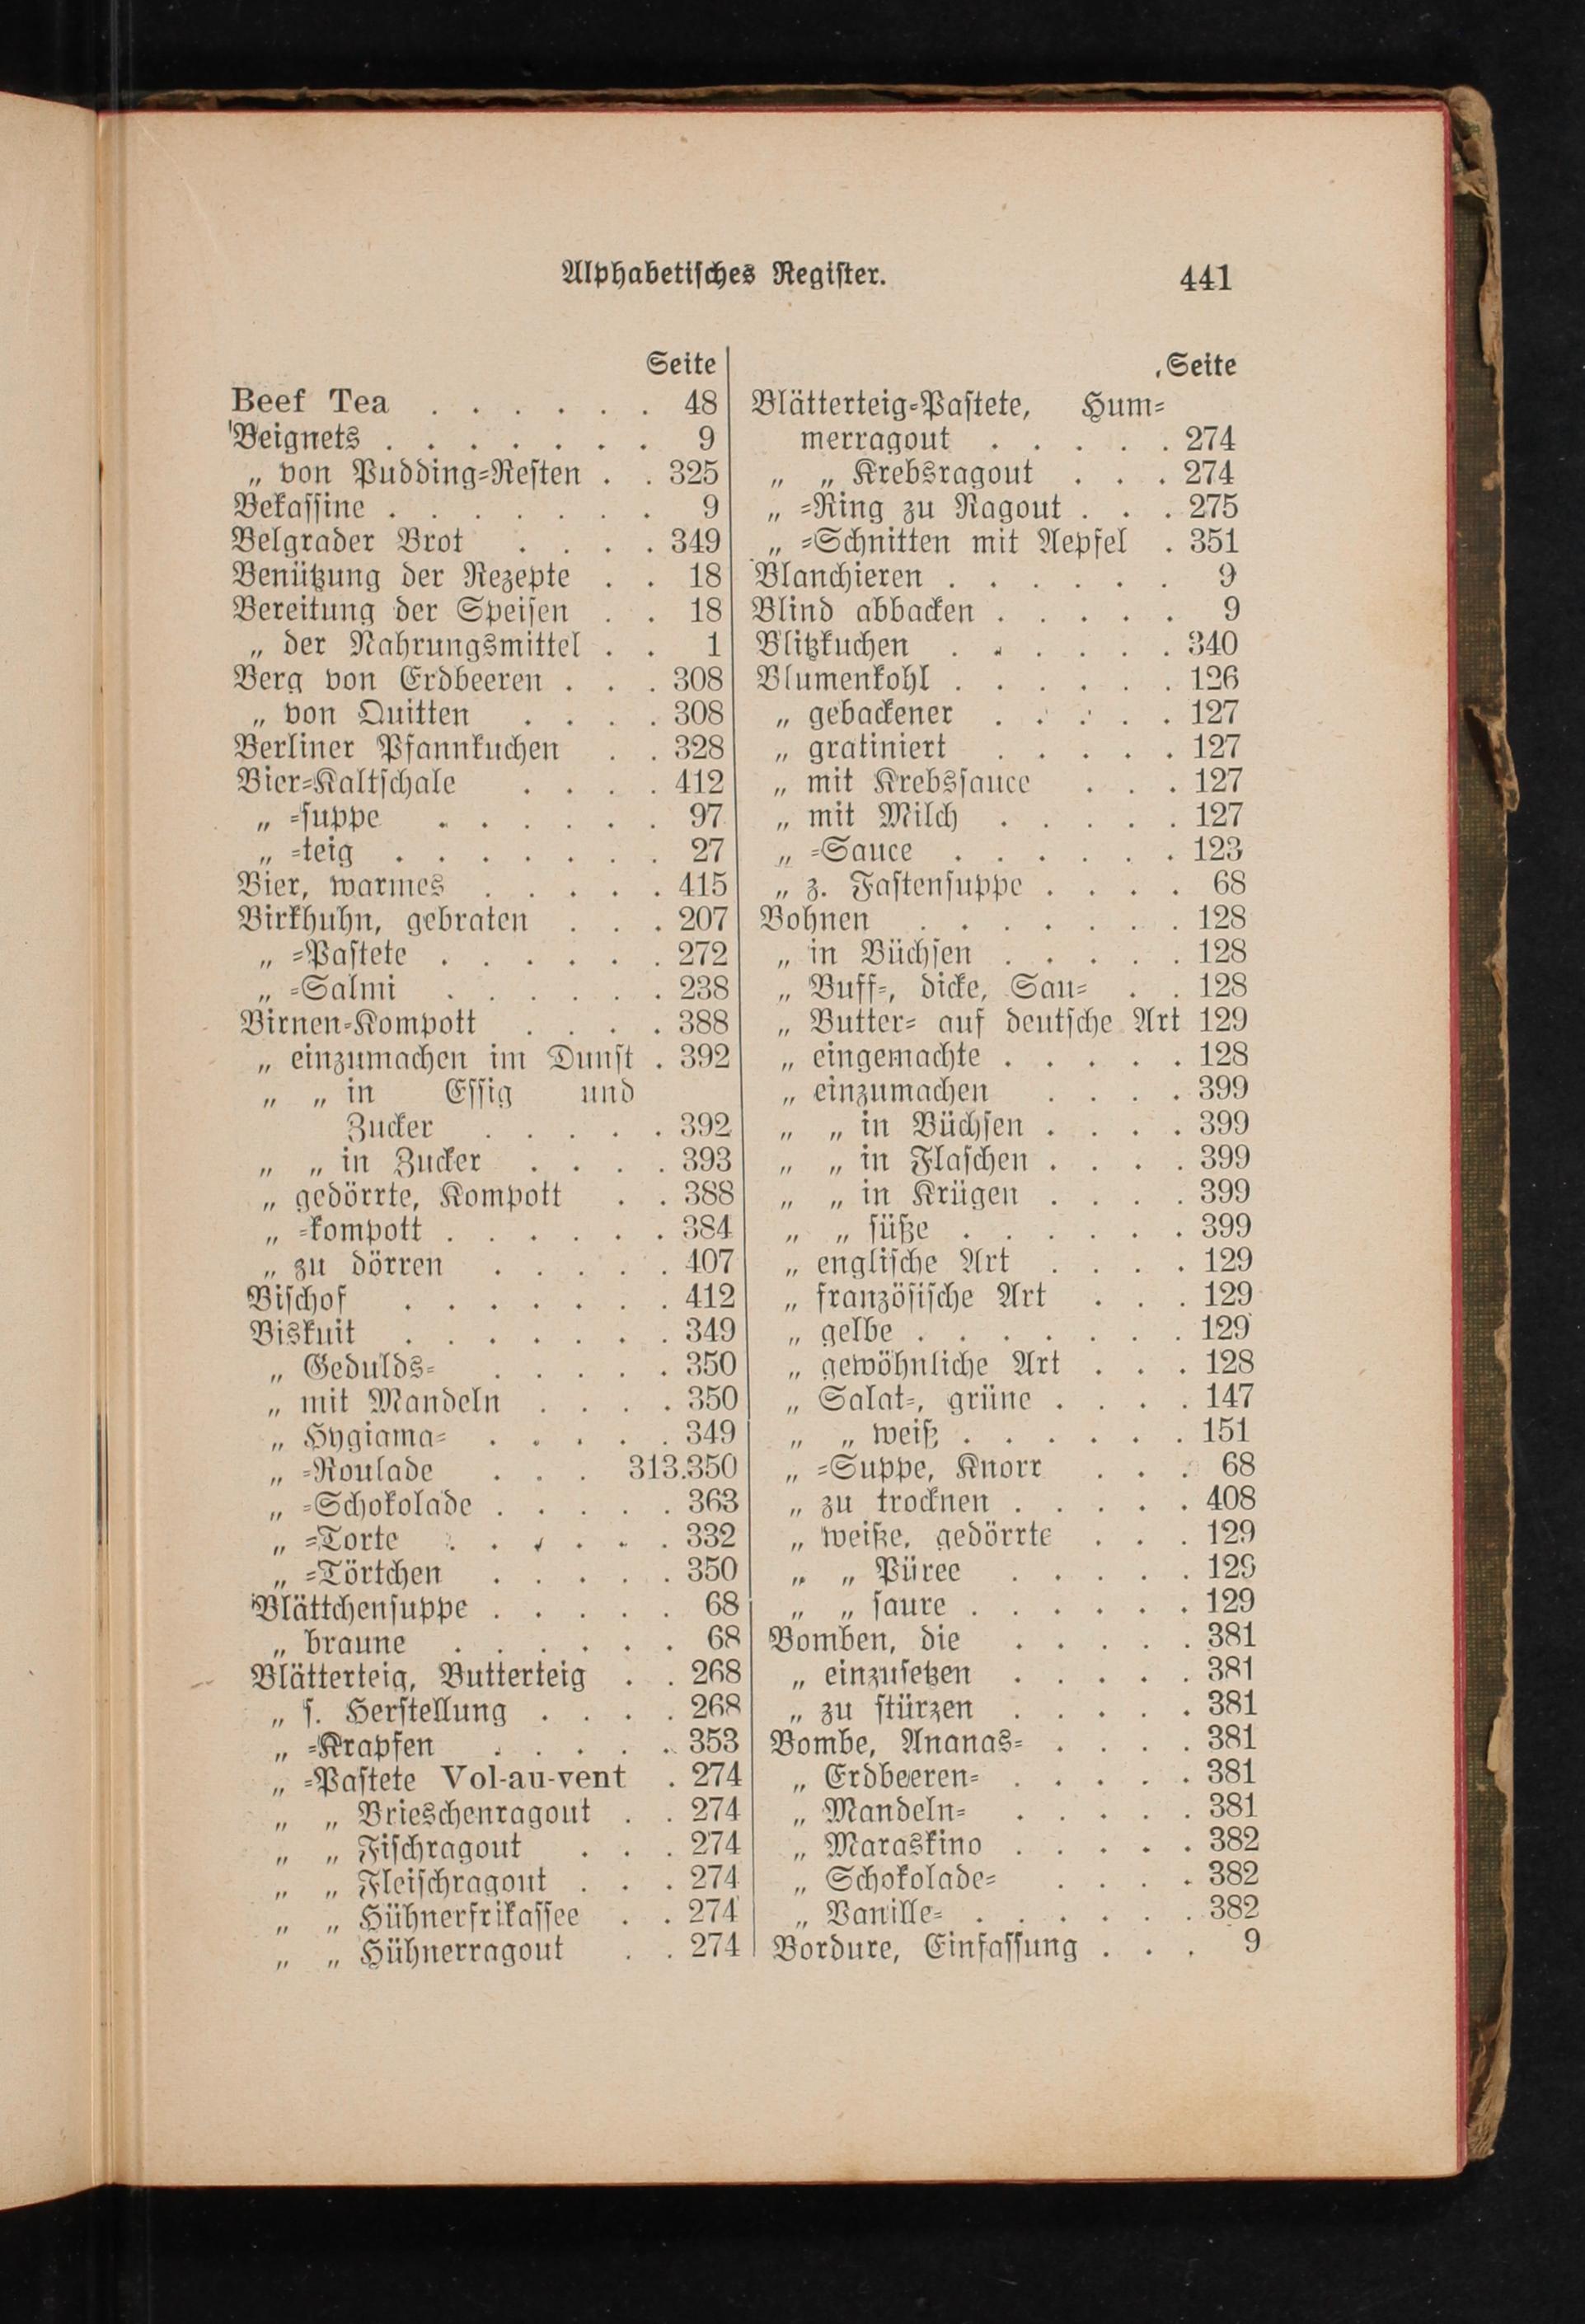 Alphabetisches Register. 441
Seite
Beef Tea . . . . . . 48
Beignets . . . . . . . 9
„ von Pudding-Resten . . 325
Bekassine . . . . . . . 9
Belgrader Brot . . . . 349
Benützung der Rezepte . . 18
Bereitung der Speisen . . 18
„ der Nahrungsmittel . . 1
Berg von Erdbeeren . . . 308
„ von Quitten . . . . 308
Berliner Pfannkuchen . . 328
Bier-Kaltschale . . . . 412
„ -suppe . . . . . . 97
„ -teig . . . . . . . 27
Bier, warmes . . . . . 415
Birkhuhn, gebraten . . . 207
„ -Pastete . . . . . . 272
„ -Salmi . . . . . . 238
Birnen-Kompott . . . . 388
„ einzumachen im Dunst . 392
„ „ in Essig und
Zucker . . . . . 392
„ „ in Zucker . . . . 393
„ gedörrte, Kompott . . 388
„ -kompott . . . . . . 384
„ zu dörren . . . . . 407
Bischof . . . . . . . 412
Biskuit . . . . . . . 349
„ Gedulds- . . . . . 350
„ mit Mandeln . . . . 350
„ Hygiama- . . . . . 349
„ -Roulade . . . 313.350
„ -Schokolade . . . . . 363
„ -Torte . . . . . . 332
„ -Törtchen . . . . . 350
Blättchensuppe . . . . . 68
„ braune . . . . . . 68
Blätterteig, Butterteig . . 268
„ s. Herstellung . . . . 268
„ -Krapfen . . . . . 353
„ -Pastete Vol-au-vent . 274
„ „ Brieschenragout . . 274
„ „ Fischragout . . . 274
„ „ Fleischragout . . . 274
„ „ Hühnerfrikassee . . 274
„ „ Hühnerragout . . 274
Seite
Blätterteig-Pastete, Hum-
merragout . . . . . 274
„ „ Krebsragout . . . 274
„ -Ring zu Ragout . . . 275
„ -Schnitten mit Aepfel . 351
Blanchieren . . . . . . 9
Blind abbacken . . . . . 9
Blitzkuchen . . . . . . 340
Blumenkohl . . . . . . 126
„ gebackener . . . . . 127
„ gratiniert . . . . . 127
„ mit Krebssauce . . . 127
„ mit Milch . . . . . 127
„ -Sauce . . . . . . 123
„ z. Fastensuppe . . . . 68
Bohnen . . . . . . . 128
„ in Büchsen . . . . . 128
„ Buff-, dicke, Sau- . . 128
„ Butter- auf deutsche Art 129
„ eingemachte . . . . . 128
„ einzumachen . . . . 399
„ „ in Büchsen . . . . 399
„ „ in Flaschen . . . . 399
„ „ in Krügen . . . . 399
„ „ süße . . . . . . 399
„ englische Art . . . . 129
„ französische Art . . . 129
„ gelbe . . . . . . . 129
„ gewöhnliche Art . . . 128
„ Salat-, grüne . . . . 147
„ „ weiß . . . . . . 151
„ -Suppe, Knorr . . . 68
„ zu trocknen . . . . . 408
„ weiße, gedörrte . . . 129
„ „ Püree . . . . . 129
„ „ saure . . . . . . 129
Bomben, die . . . . . 381
„ einzusetzen . . . . . 381
„ zu stürzen . . . . . 381
Bombe, Ananas- . . . . 381
„ Erdbeeren- . . . . . 381
„ Mandeln- . . . . . 381
„ Maraskino . . . . . 382
„ Schokolade- . . . . 382
„ Vanille- . . . . . . 382
Bordure, Einfassung . . . 9